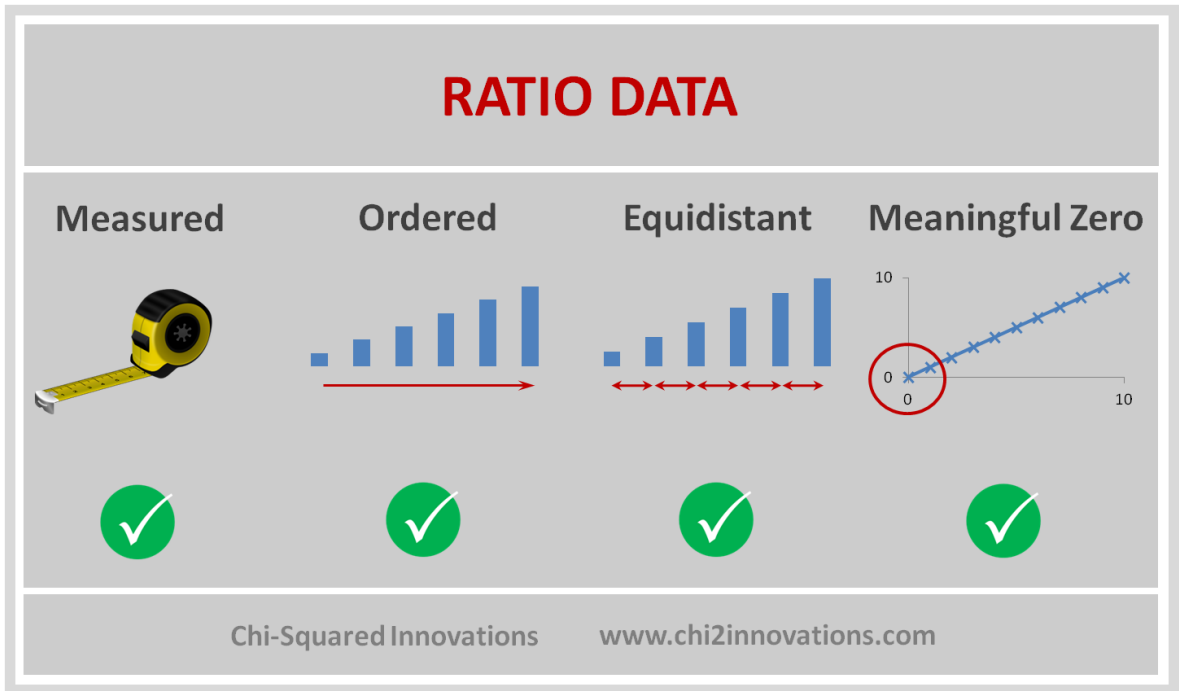 RATIO DATA
Measured Ordered Equidistant Meaningful Zero
10
0
0 10
Chi-Squared Innovations www.chi2innovations.com